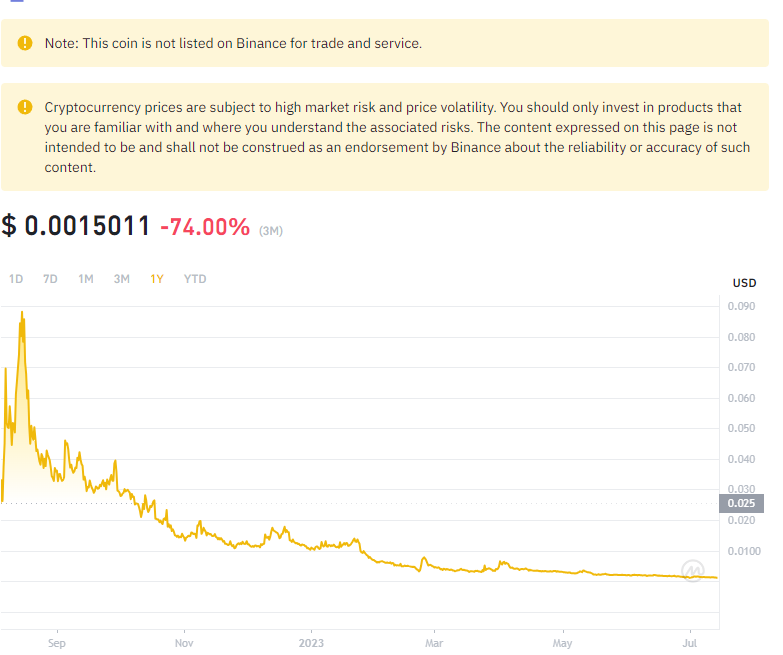 Note: This coin is not listed on Binance for trade and service.
Cryptocurrency prices are subject to high market risk and price volatility. You should only invest in products that
you are familiar with and where you understand the associated risks. The content expressed on this page is not
intended to be and shall not be construed as an endorsement by Binance about the reliability or accuracy of such
content.
$ 0.0015011 -74.00% (3M)
1D 7D 1M 3M 1Y YTD
USD
0.090
0.080
0.070
0.060
0.050
0.040
0.030
0.025
0.020
0.0100
Sep Nov 2023 Mar May Jul